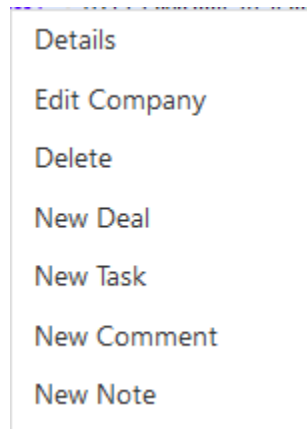 Details
Edit Company
Delete
New Deal
New Task
New Comment
New Note